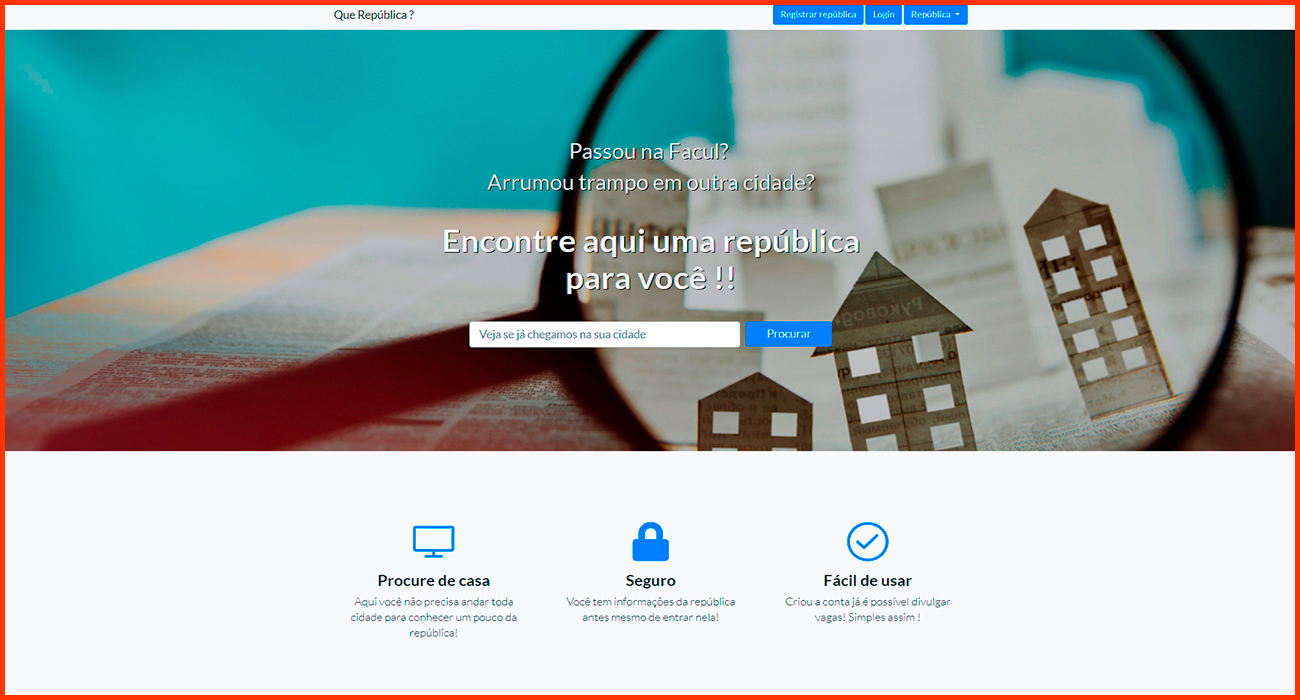 Que República ?
Registrar república
Login
República
Passou na Facul?
Arrumou trampo em outra cidade?
Encontre aqui uma república
para você !!
Veja se já chegamos na sua cidade
Procurar
Procure de casa
Aqui você não precisa andar toda
cidade para conhecer um pouco da
república!
Seguro
Você tem informações da república
antes mesmo de entrar nela!
Fácil de usar
Criou a conta já é possível divulgar
vagas! Simples assim !